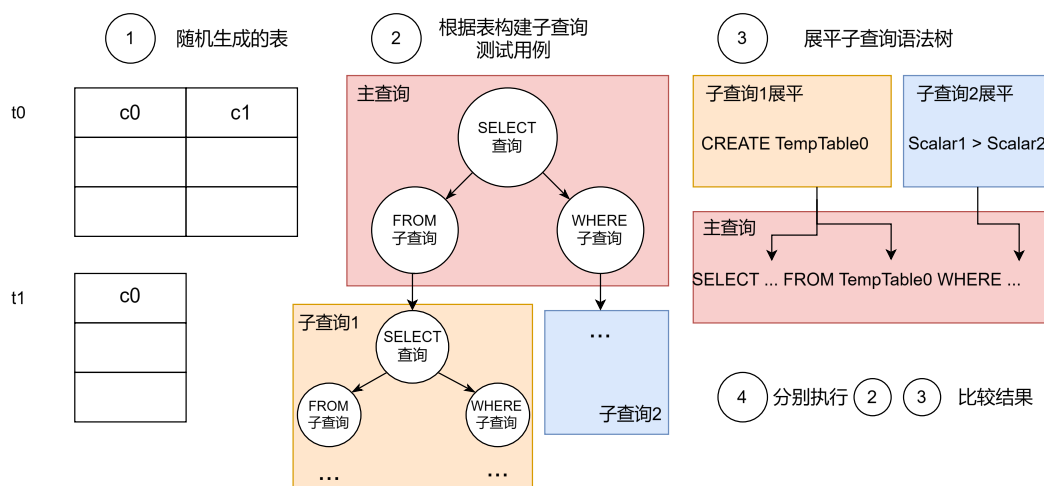 1
随机生成的表
t0
c0
c1
t1
c0
2
根据表构建子查询
测试用例
主查询
SELECT
查询
FROM
子查询
WHERE
子查询
子查询1
SELECT
查询
FROM
子查询
WHERE
子查询
...
...
...
子查询2
3
展平子查询语法树
子查询1展平
CREATE TempTable0
子查询2展平
Scalar1 > Scalar2
主查询
SELECT ... FROM TempTable0 WHERE ...
4 分别执行 2 3 比较结果